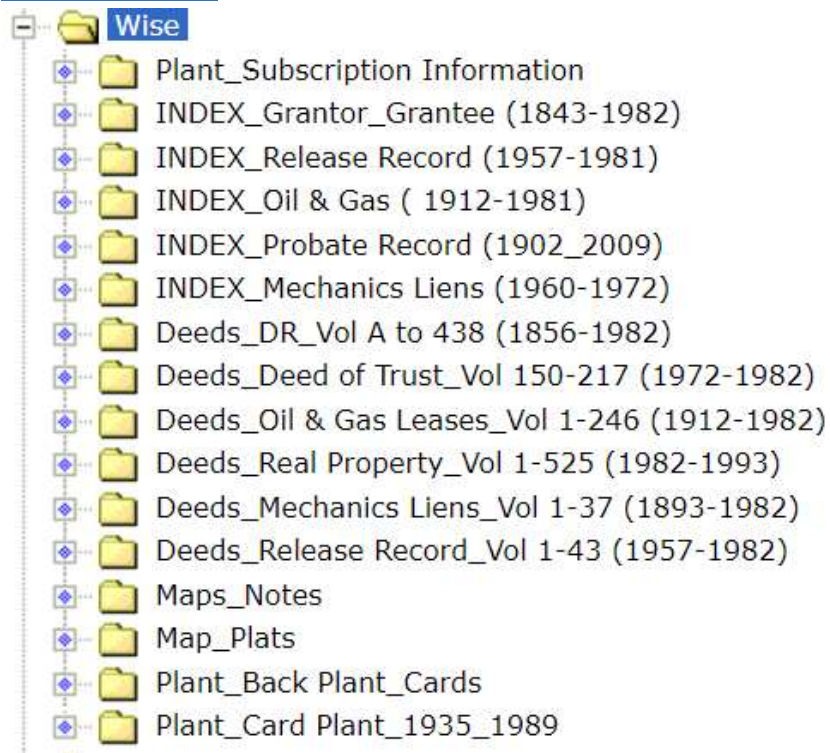 Wise
Plant_Subscription Information
INDEX_Grantor_Grantee (1843-1982)
INDEX_Release Record (1957-1981)
INDEX_Oil & Gas ( 1912-1981)
INDEX_Probate Record (1902_2009)
INDEX_Mechanics Liens (1960-1972)
Deeds_DR_Vol A to 438 (1856-1982)
Deeds_Deed of Trust_Vol 150-217 (1972-1982)
Deeds_Oil & Gas Leases_Vol 1-246 (1912-1982)
Deeds_Real Property_Vol 1-525 (1982-1993)
Deeds_Mechanics Liens_Vol 1-37 (1893-1982)
Deeds_Release Record_Vol 1-43 (1957-1982)
Maps_Notes
Map_Plats
Plant_Back Plant_Cards
Plant_Card Plant_1935_1989